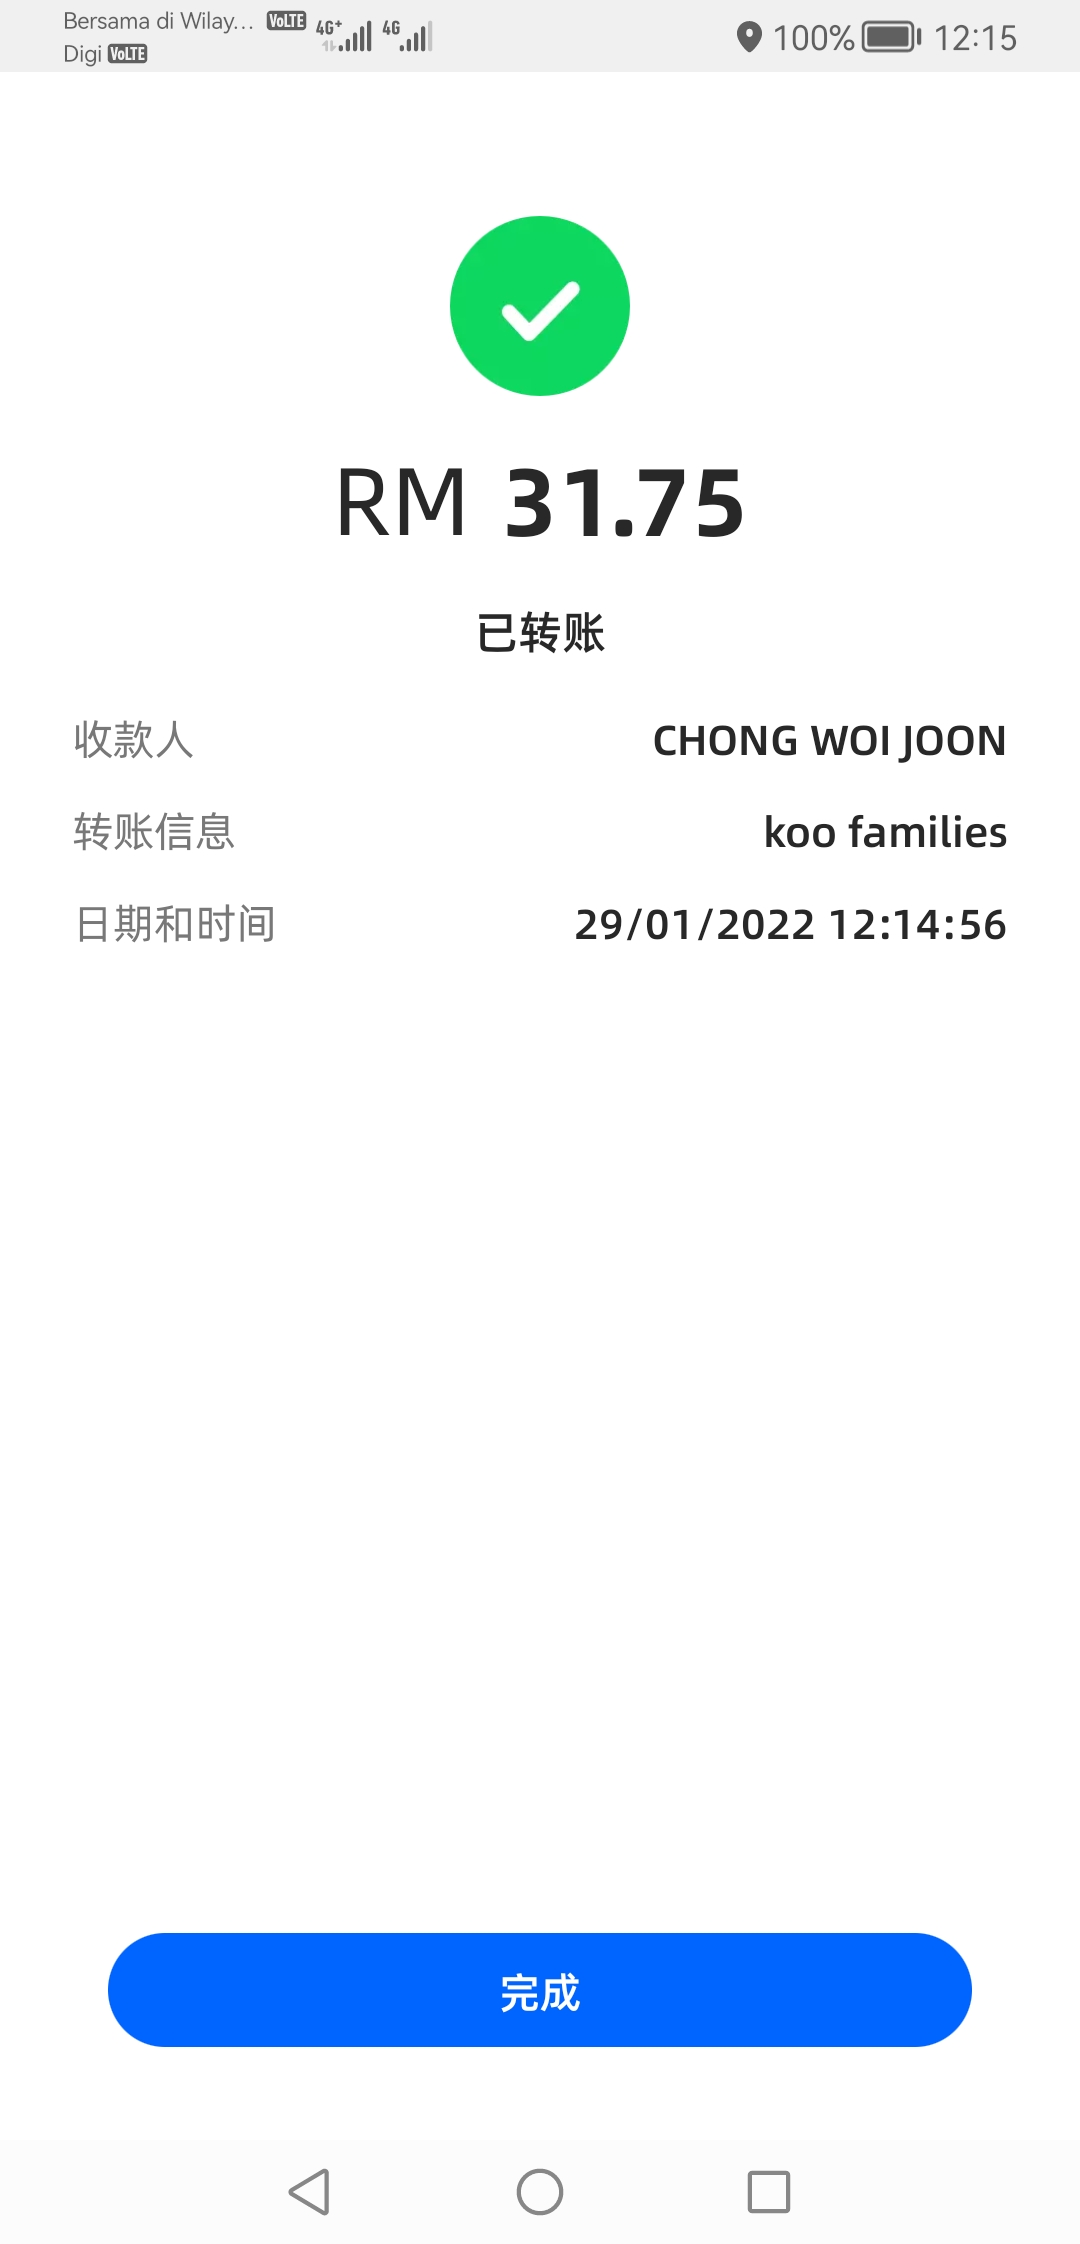 Bersama di Wilay... VoLTE 4G+ 4G 100% 12:15
Digi VoLTE
RM 31.75
已转账
收款人 CHONG WOI JOON
转账信息 koo families
日期和时间 29/01/2022 12:14:56
完成